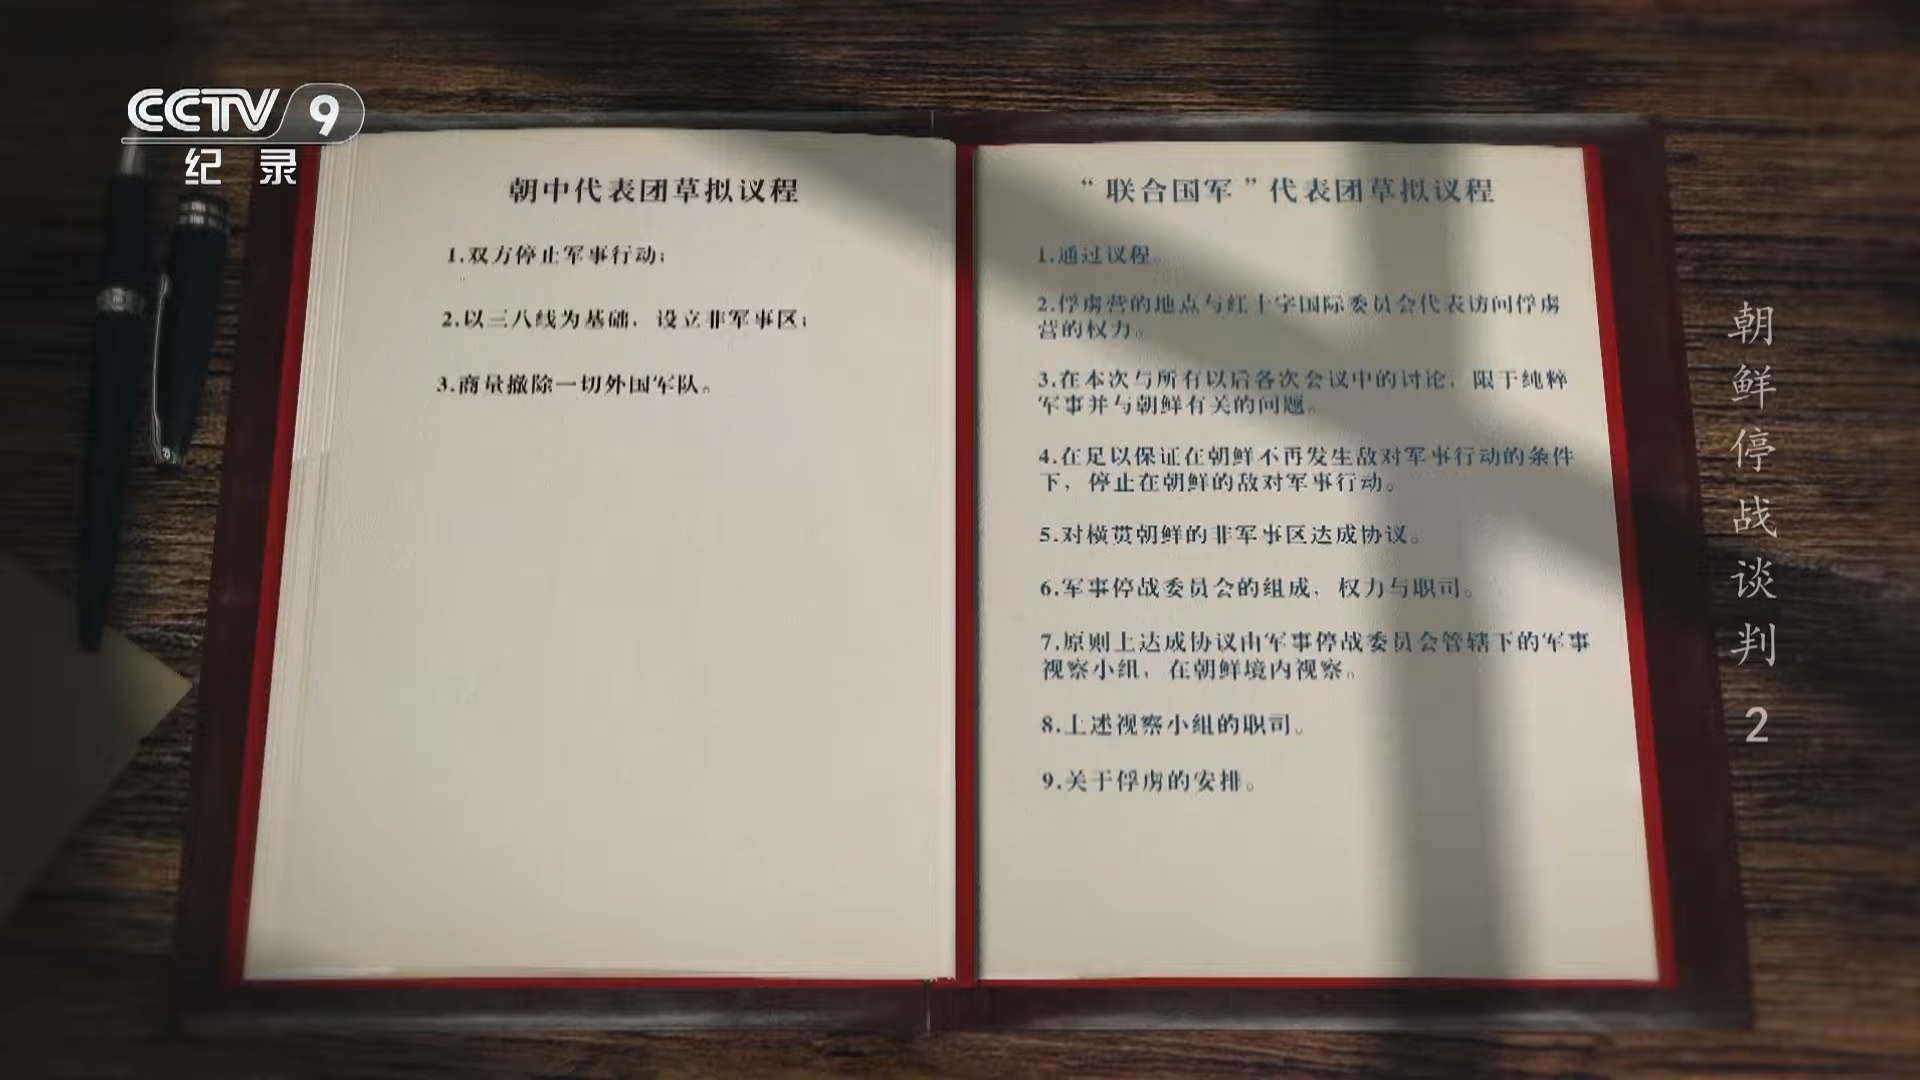 CCTV 9
纪录
朝中代表团草拟议程
1.双方停止军事行动；
2.以三八线为基础，设立非军事区；
3.商量撤除一切外国军队。
“联合国军”代表团草拟议程
1.通过议程。
2.俘虏营的地点与红十字国际委员会代表访问俘虏
营的权力。
3.在本次与所有以后各次会议中的讨论，限于纯粹
军事并与朝鲜有关的问题。
4.在足以保证在朝鲜不再发生敌对军事行动的条件
下，停止在朝鲜的敌对军事行动。
5.对横贯朝鲜的非军事区达成协议。
6.军事停战委员会的组成，权力与职司。
7.原则上达成协议由军事停战委员会管辖下的军事
视察小组，在朝鲜境内视察。
8.上述视察小组的职司。
9.关于俘虏的安排。
朝鲜停战谈判2